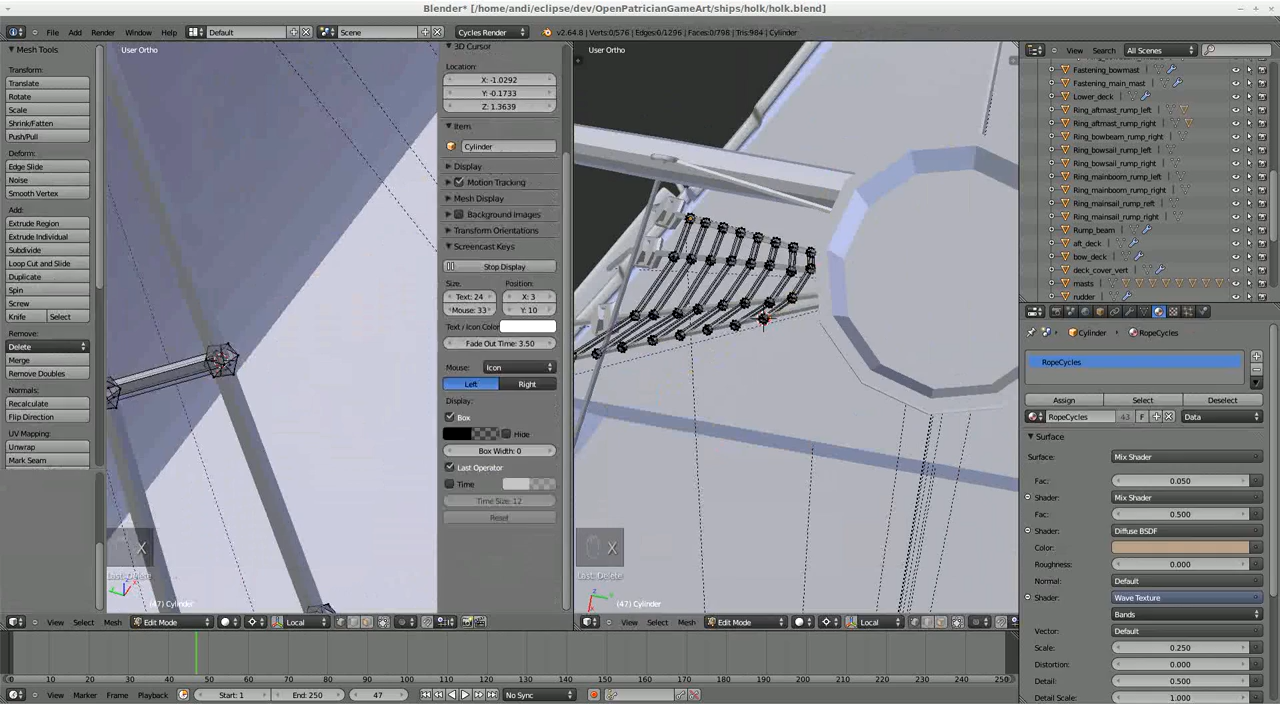 Blender* [/home/andi/eclipse/dev/OpenPatricianGameArt/ships/holk/holk.blend]
File Add Render Window Help Default Scene Cycles Render v2.64.8 | Verts:0/576 | Edges:0/1296 | Faces:0/798 | Tris:984 | Cylinder
Mesh Tools
Transform:
Translate
Rotate
Scale
Shrink/Fatten
Push/Pull
Deform:
Edge Slide
Noise
Smooth Vertex
Add:
Extrude Region
Extrude Individual
Subdivide
Loop Cut and Slide
Duplicate
Spin
Screw
Knife Select
Remove:
Delete
Merge
Remove Doubles
Normals:
Recalculate
Flip Direction
UV Mapping:
Unwrap
Mark Seam
User Ortho
X
Last: Delete
(47) Cylinder
3D Cursor
Location:
X: -1.0292
Y: -0.1733
Z: 1.3639
Item
Cylinder
Display
Motion Tracking
Mesh Display
Background Images
Transform Orientations
Screencast Keys
Stop Display
Size: Position:
Text: 24 X: 3
Mouse: 33 Y: 10
Text / Icon Color
Fade Out Time: 3.50
Mouse: Icon
Left Right
Display:
Box
Hide
Box Width: 0
Last Operator
Time
Time Size: 12
Reset
User Ortho
X
Last: Delete
(47) Cylinder
View Select Mesh Edit Mode Local
View Select Mesh Edit Mode Local
View Search All Scenes
Fastening_bowmast
Fastening_main_mast
Lower_deck
Ring_aftmast_rump_left
Ring_aftmast_rump_right
Ring_bowbeam_rump_right
Ring_bowsail_rump_left
Ring_bowsail_rump_right
Ring_mainboom_rump_left
Ring_mainboom_rump_right
Ring_mainsail_rump_reft
Ring_mainsail_rump_right
Rump_beam
aft_deck
bow_deck
deck_cover_vert
masts
rudder
Cylinder RopeCycles
RopeCycles
Assign Select Deselect
RopeCycles 43 F Data
Surface
Surface: Mix Shader
Fac: 0.050
Shader: Mix Shader
Fac: 0.500
Shader: Diffuse BSDF
Color:
Roughness: 0.000
Normal: Default
Shader: Wave Texture
Bands
Vector: Default
Scale: 0.250
Distortion: 0.000
Detail: 0.500
Detail Scale: 1.000
0 10 20 30 40 50 60 70 80 90 100 110 120 130 140 150 160 170 180 190 200 210 220 230 240 250
View Marker Frame Playback Start: 1 End: 250 47 No Sync